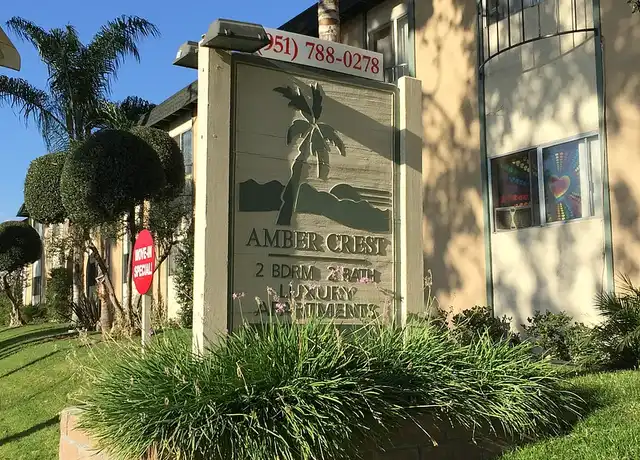 (951) 788-0278
AMBER CREST
2 BDRM 2 BATH
LUXURY
APARTMENTS
MOVE-IN
SPECIAL!